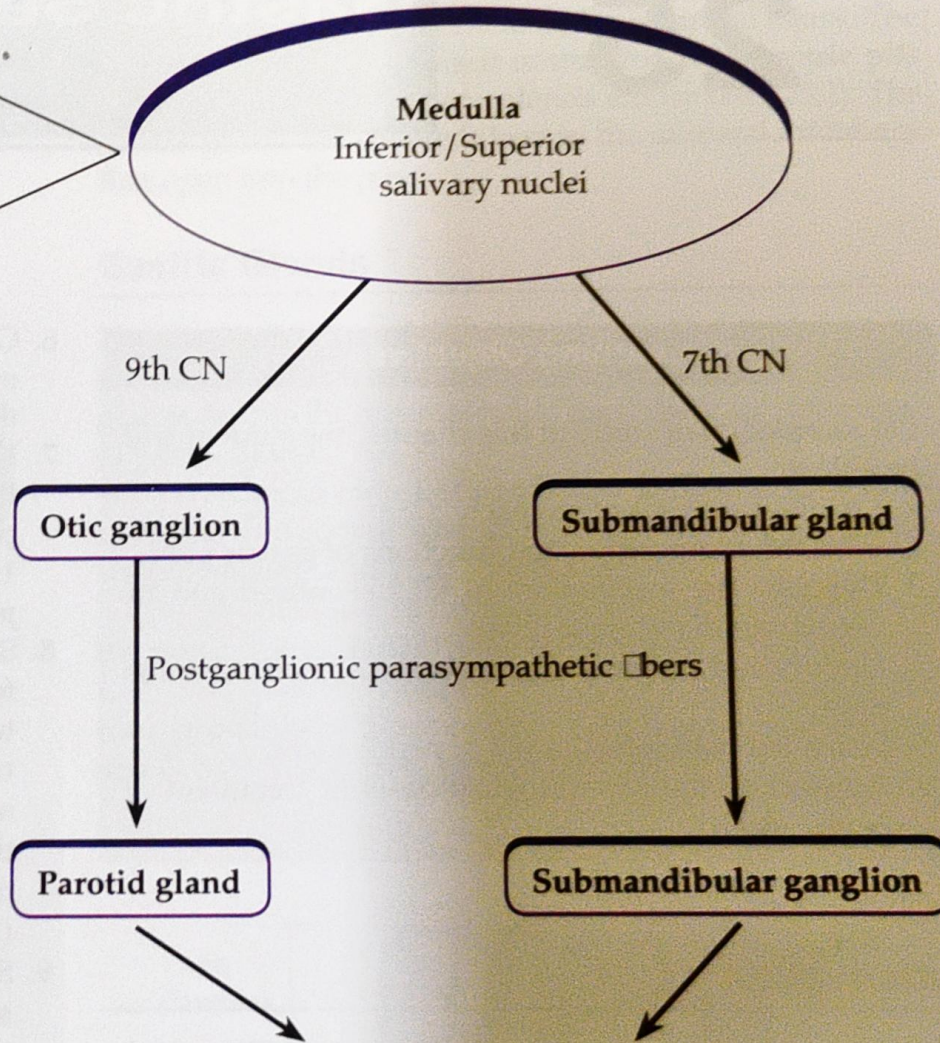 Medulla
Inferior/Superior
salivary nuclei
9th CN
7th CN
Otic ganglion
Submandibular gland
Postganglionic parasympathetic □bers
Parotid gland
Submandibular ganglion